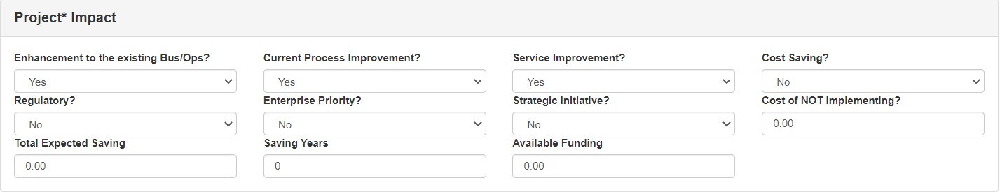 Project* Impact
Enhancement to the existing Bus/Ops? Current Process Improvement? Service Improvement? Cost Saving?
Yes Yes Yes No
Regulatory? Enterprise Priority? Strategic Initiative? Cost of NOT Implementing?
No No No 0.00
Total Expected Saving Saving Years Available Funding
0.00 0 0.00